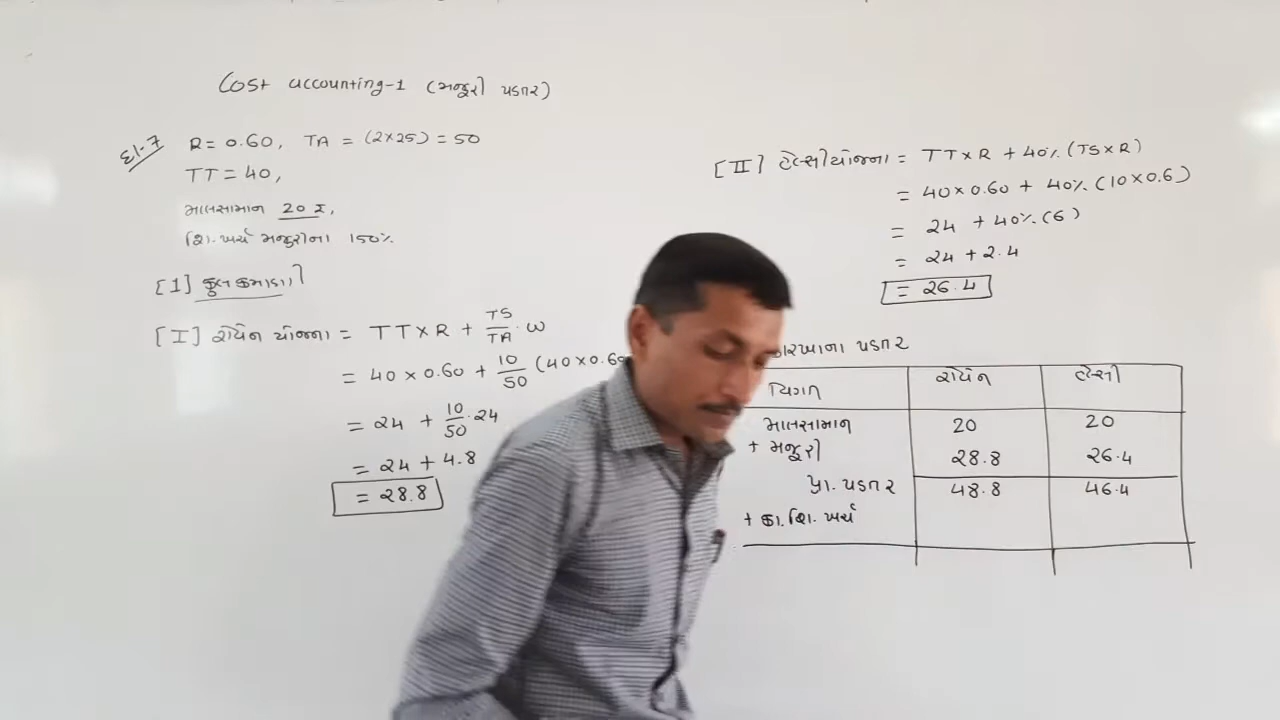 Cost accounting-1 (મજૂરી પડતર)
દા.7 R = 0.60, TA = (2×25) = 50
TT = 40,
માલસામાન 20 રૂ,
શિ. ખર્ચ મજૂરીના 150%
[1] કુલ કમાણી
[I] રોવેન યોજના = TT×R + TS/TA · W
= 40 × 0.60 + 10/50 (40 × 0.60
= 24 + 10/50 · 24
= 24 + 4.8
= 28.8
[II] હેલ્સીયોજના = TT×R + 40% (TS×R)
= 40×0.60 + 40% (10×0.6)
= 24 + 40% (6)
= 24 + 2.4
= 26.4
કારખાના પડતર
વિગત રોવેન હેલ્સી
માલસામાન 20 20
+ મજૂરી 28.8 26.4
પ્રા. પડતર 48.8 46.4
+ કા. શિ. ખર્ચ